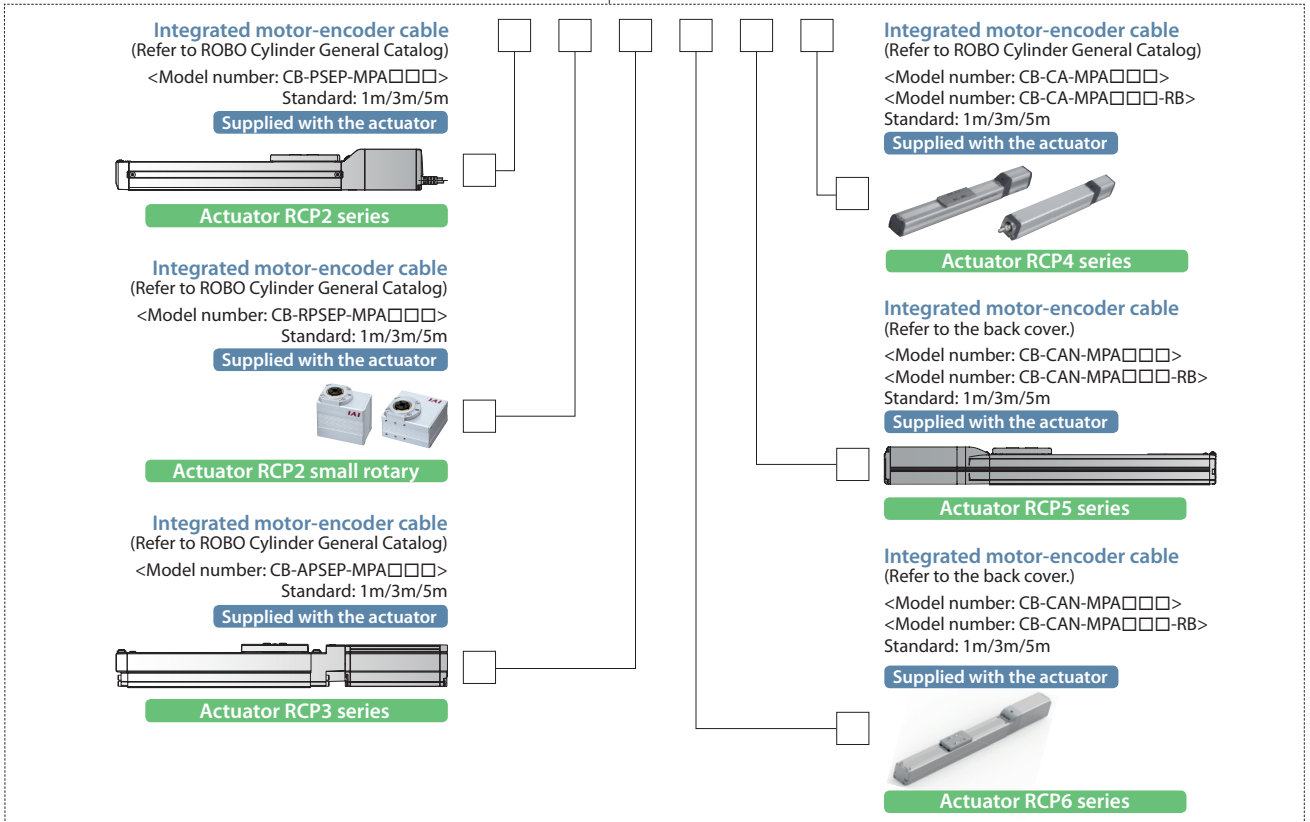 Integrated motor-encoder cable
(Refer to ROBO Cylinder General Catalog)
<Model number: CB-PSEP-MPA□□□>
Standard: 1m/3m/5m
Supplied with the actuator
Actuator RCP2 series
Integrated motor-encoder cable
(Refer to ROBO Cylinder General Catalog)
<Model number: CB-RPSEP-MPA□□□>
Standard: 1m/3m/5m
Supplied with the actuator
IAI
IAI
Actuator RCP2 small rotary
Integrated motor-encoder cable
(Refer to ROBO Cylinder General Catalog)
<Model number: CB-APSEP-MPA□□□>
Standard: 1m/3m/5m
Supplied with the actuator
Actuator RCP3 series
Integrated motor-encoder cable
(Refer to ROBO Cylinder General Catalog)
<Model number: CB-CA-MPA□□□>
<Model number: CB-CA-MPA□□□-RB>
Standard: 1m/3m/5m
Supplied with the actuator
Actuator RCP4 series
Integrated motor-encoder cable
(Refer to the back cover.)
<Model number: CB-CAN-MPA□□□>
<Model number: CB-CAN-MPA□□□-RB>
Standard: 1m/3m/5m
Supplied with the actuator
Actuator RCP5 series
Integrated motor-encoder cable
(Refer to the back cover.)
<Model number: CB-CAN-MPA□□□>
<Model number: CB-CAN-MPA□□□-RB>
Standard: 1m/3m/5m
Supplied with the actuator
Actuator RCP6 series